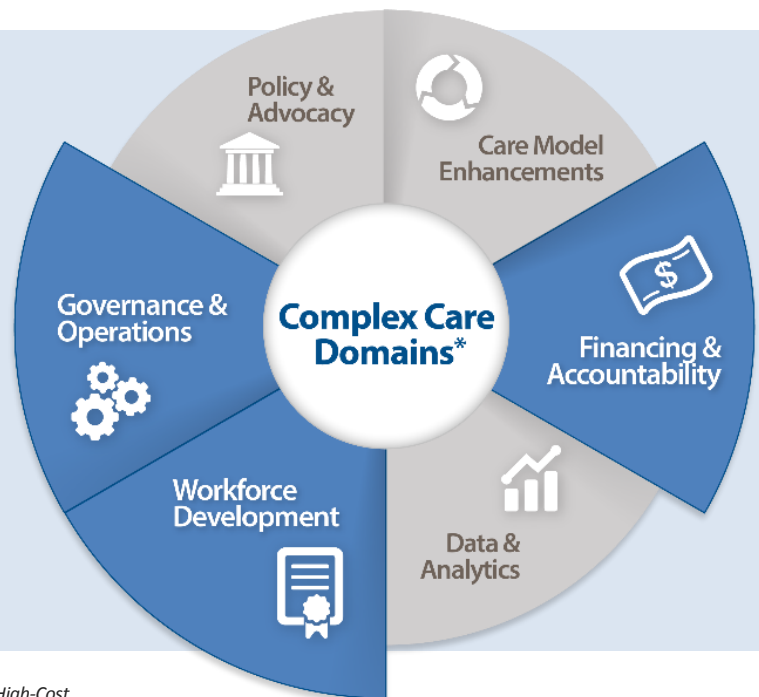 Policy &
Advocacy
Care Model
Enhancements
Governance &
Operations
Complex Care
Domains*
$
Financing &
Accountability
Workforce
Development
Data &
Analytics
High-Cost